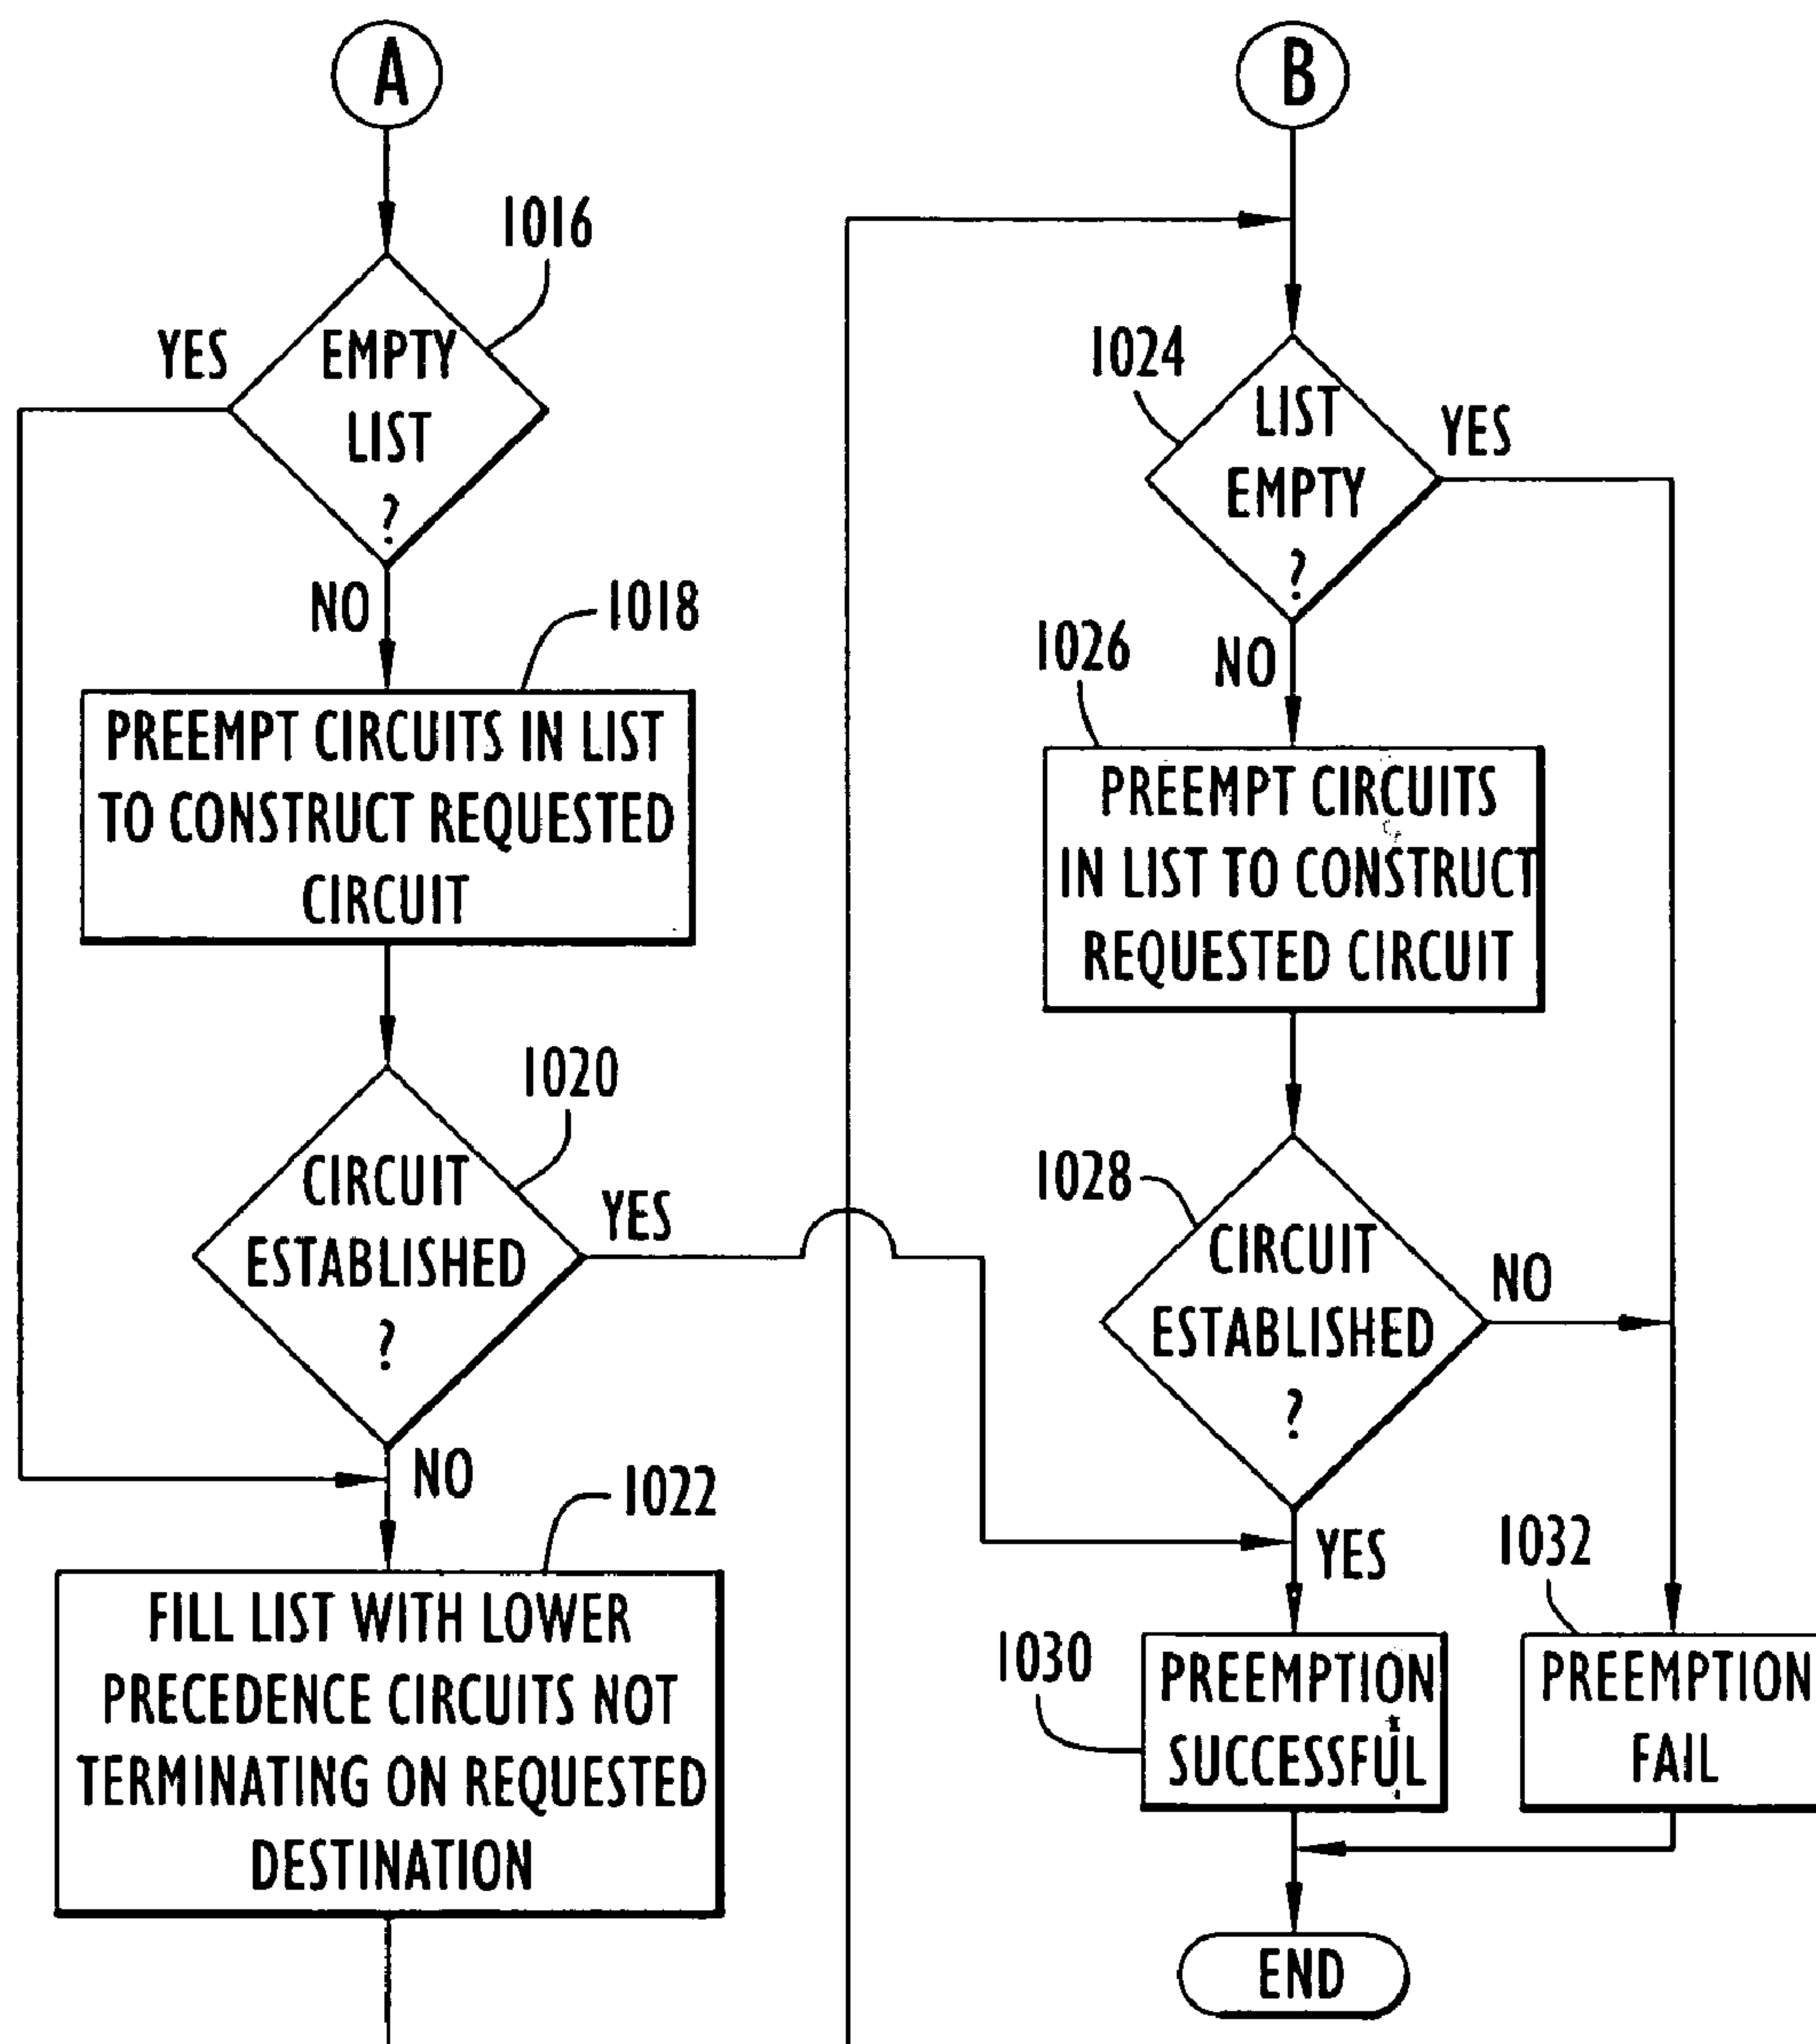 A
1016
YES
EMPTY
LIST
?
NO
1018
PREEMPT CIRCUITS IN LIST
TO CONSTRUCT REQUESTED
CIRCUIT
1020
CIRCUIT
ESTABLISHED
?
YES
NO
1022
FILL LIST WITH LOWER
PRECEDENCE CIRCUITS NOT
TERMINATING ON REQUESTED
DESTINATION
B
1024
LIST
EMPTY
?
YES
NO
1026
PREEMPT CIRCUITS
IN LIST TO CONSTRUCT
REQUESTED CIRCUIT
1028
CIRCUIT
ESTABLISHED
?
NO
YES
1030
PREEMPTION
SUCCESSFUL
1032
PREEMPTION
FAIL
END